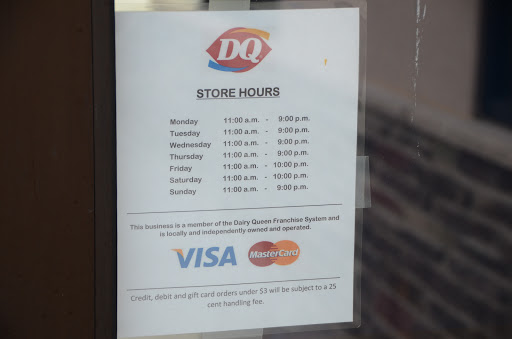 DQ
STORE HOURS
Monday 11:00 a.m. - 9:00 p.m.
Tuesday 11:00 a.m. - 9:00 p.m.
Wednesday 11:00 a.m. - 9:00 p.m.
Thursday 11:00 a.m. - 9:00 p.m.
Friday 11:00 a.m. - 10:00 p.m.
Saturday 11:00 a.m. - 10:00 p.m.
Sunday 11:00 a.m. - 9:00 p.m.
This business is a member of the Dairy Queen Franchise System and
is locally and independently owned and operated.
VISA MasterCard
Credit, debit and gift card orders under $3 will be subject to a 25
cent handling fee.